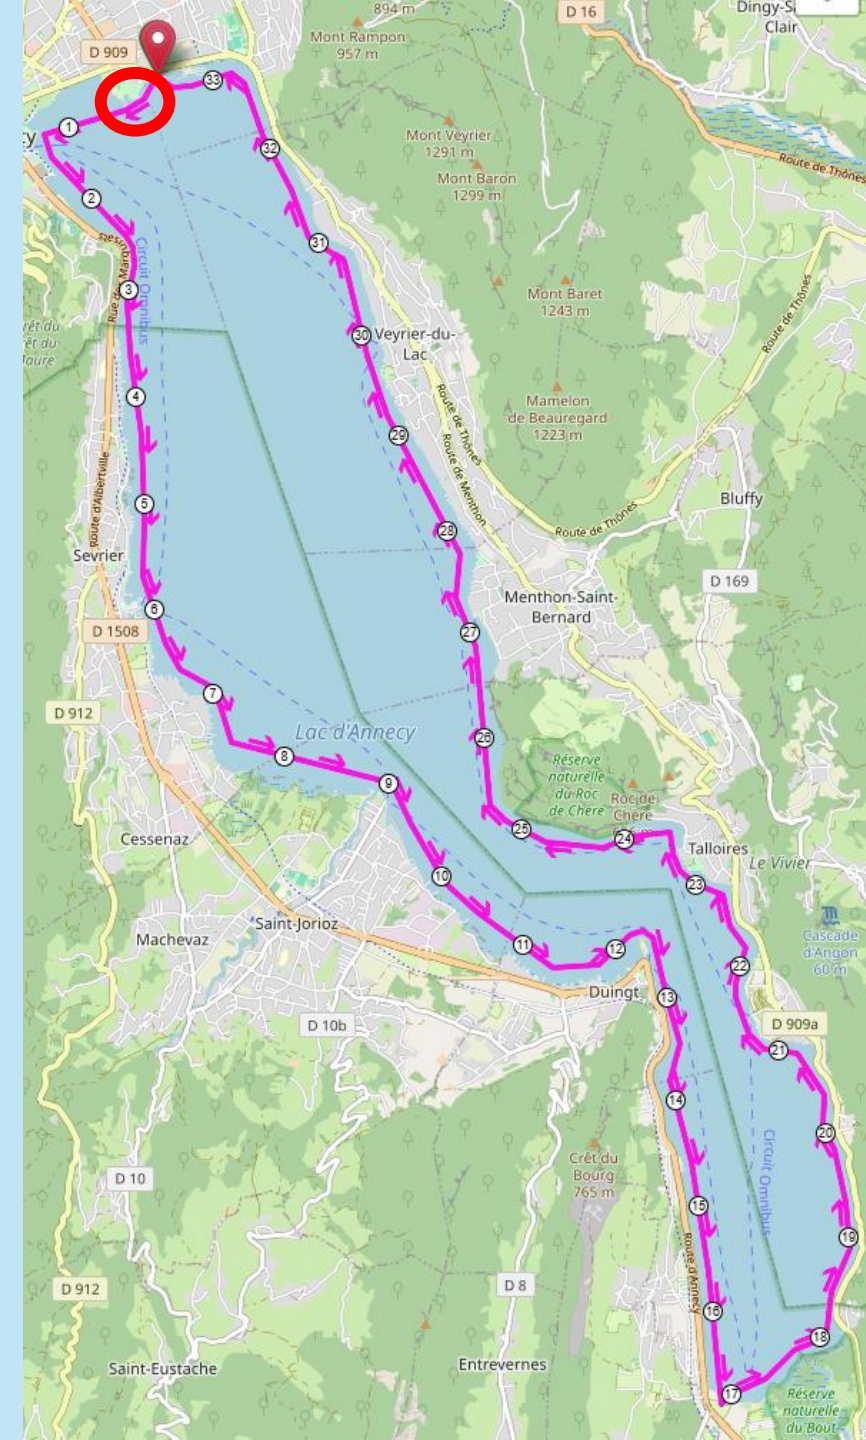 894 m
D 16
Dingy-S
Clair
Mont Rampon
957 m
D 909
33
1
cy
Mont Veyrier
1291 m
Route de Thônes
32
Mont Baron
1299 m
2
Circuit Omnibus
31
3
Rue des Marquisats
Mont Baret
1243 m
Route de Thônes
30
Veyrier-du-
Lac
4
Mamelon
de Beauregard
1223 m
Route de Thônes
29
Route de Menthon
Route d'Albertville
5
28
Bluffy
Route de Thônes
Sevrier
D 169
Menthon-Saint-
Bernard
6
D 1508
27
7
D 912
Lac d'Annecy
26
8
9
Réserve
naturelle
du Roc
de Chère
Roc de
Chère
25
24
Cessenaz
Talloires
Le Vivier
10
23
Saint-Jorioz
Machevaz
11
12
Cascade
d'Angon
60 m
22
Duingt
13
D 10b
D 909a
21
14
20
Circuit Omnibus
Crêt du
Bourg
765 m
D 10
15
19
Route d'Annecy
D 912
D 8
16
18
Saint-Eustache
Entrevernes
17
Réserve
naturelle
du Bout